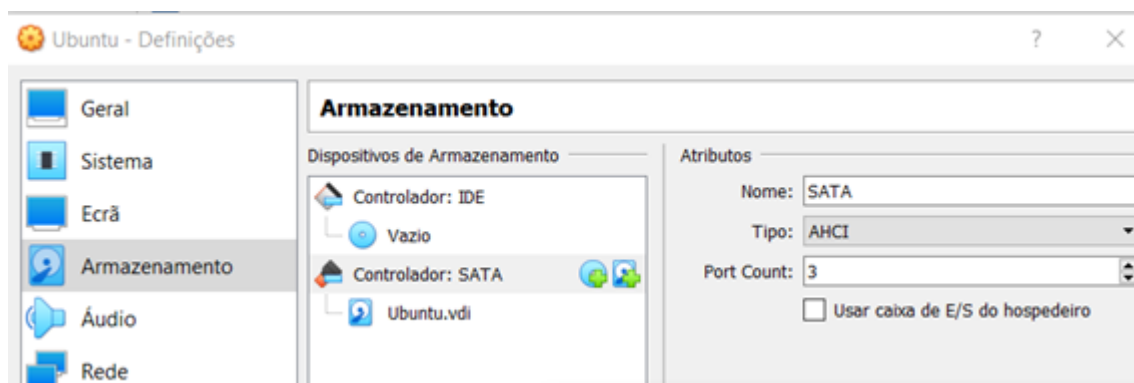 Ubuntu - Definições ?
Geral
Sistema
Ecrã
Armazenamento
Áudio
Rede
Armazenamento
Dispositivos de Armazenamento
Controlador: IDE
Vazio
Controlador: SATA
Ubuntu.vdi
Atributos
Nome: SATA
Tipo: AHCI
Port Count: 3
Usar caixa de E/S do hospedeiro